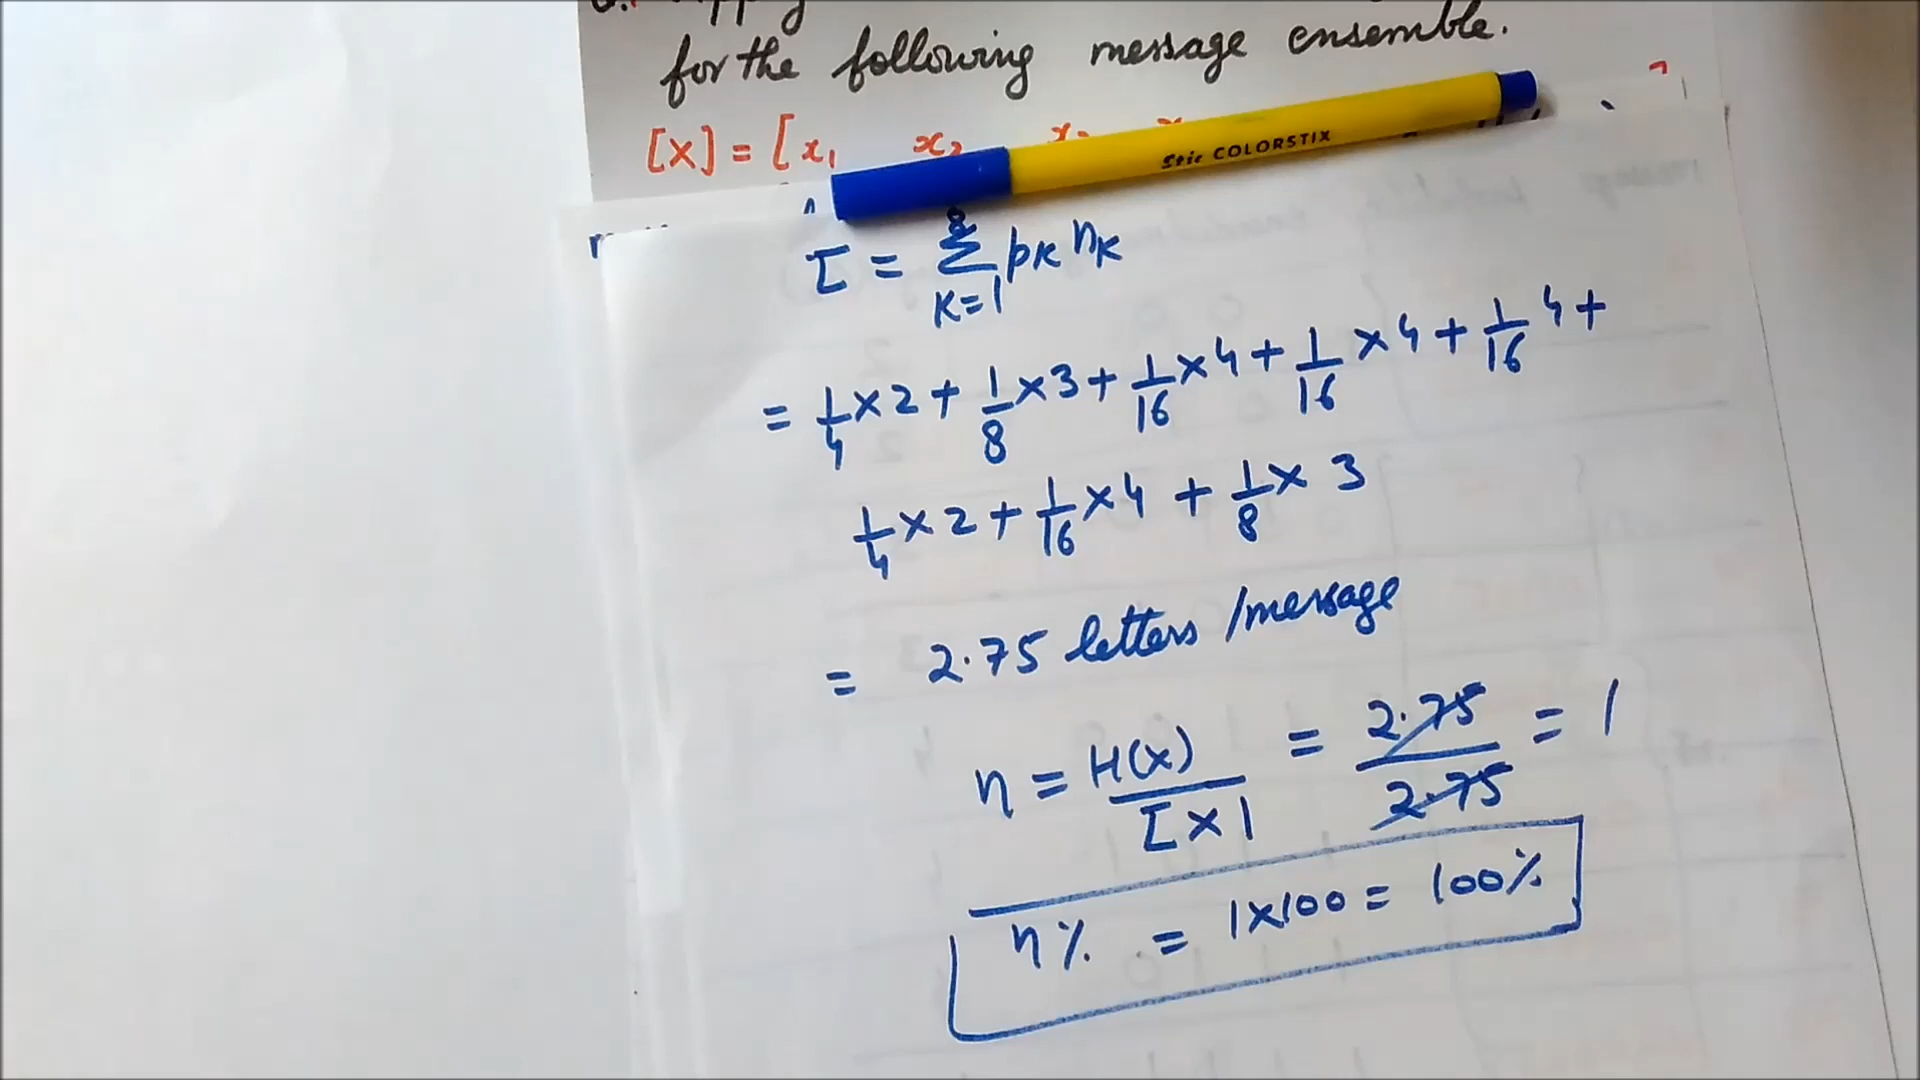 for the following message ensemble.
[X] = [x₁ x₂
Stic COLORSTIX
L = 8 Σ K=1 pK nK
= 1/4 × 2 + 1/8 × 3 + 1/16 × 4 + 1/16 × 4 + 1/16 4 +
1/4 × 2 + 1/16 × 4 + 1/8 × 3
= 2.75 letters /message
η = H(X) / [X] = 2.75 / 2.75 = 1
η% = 1×100 = 100%